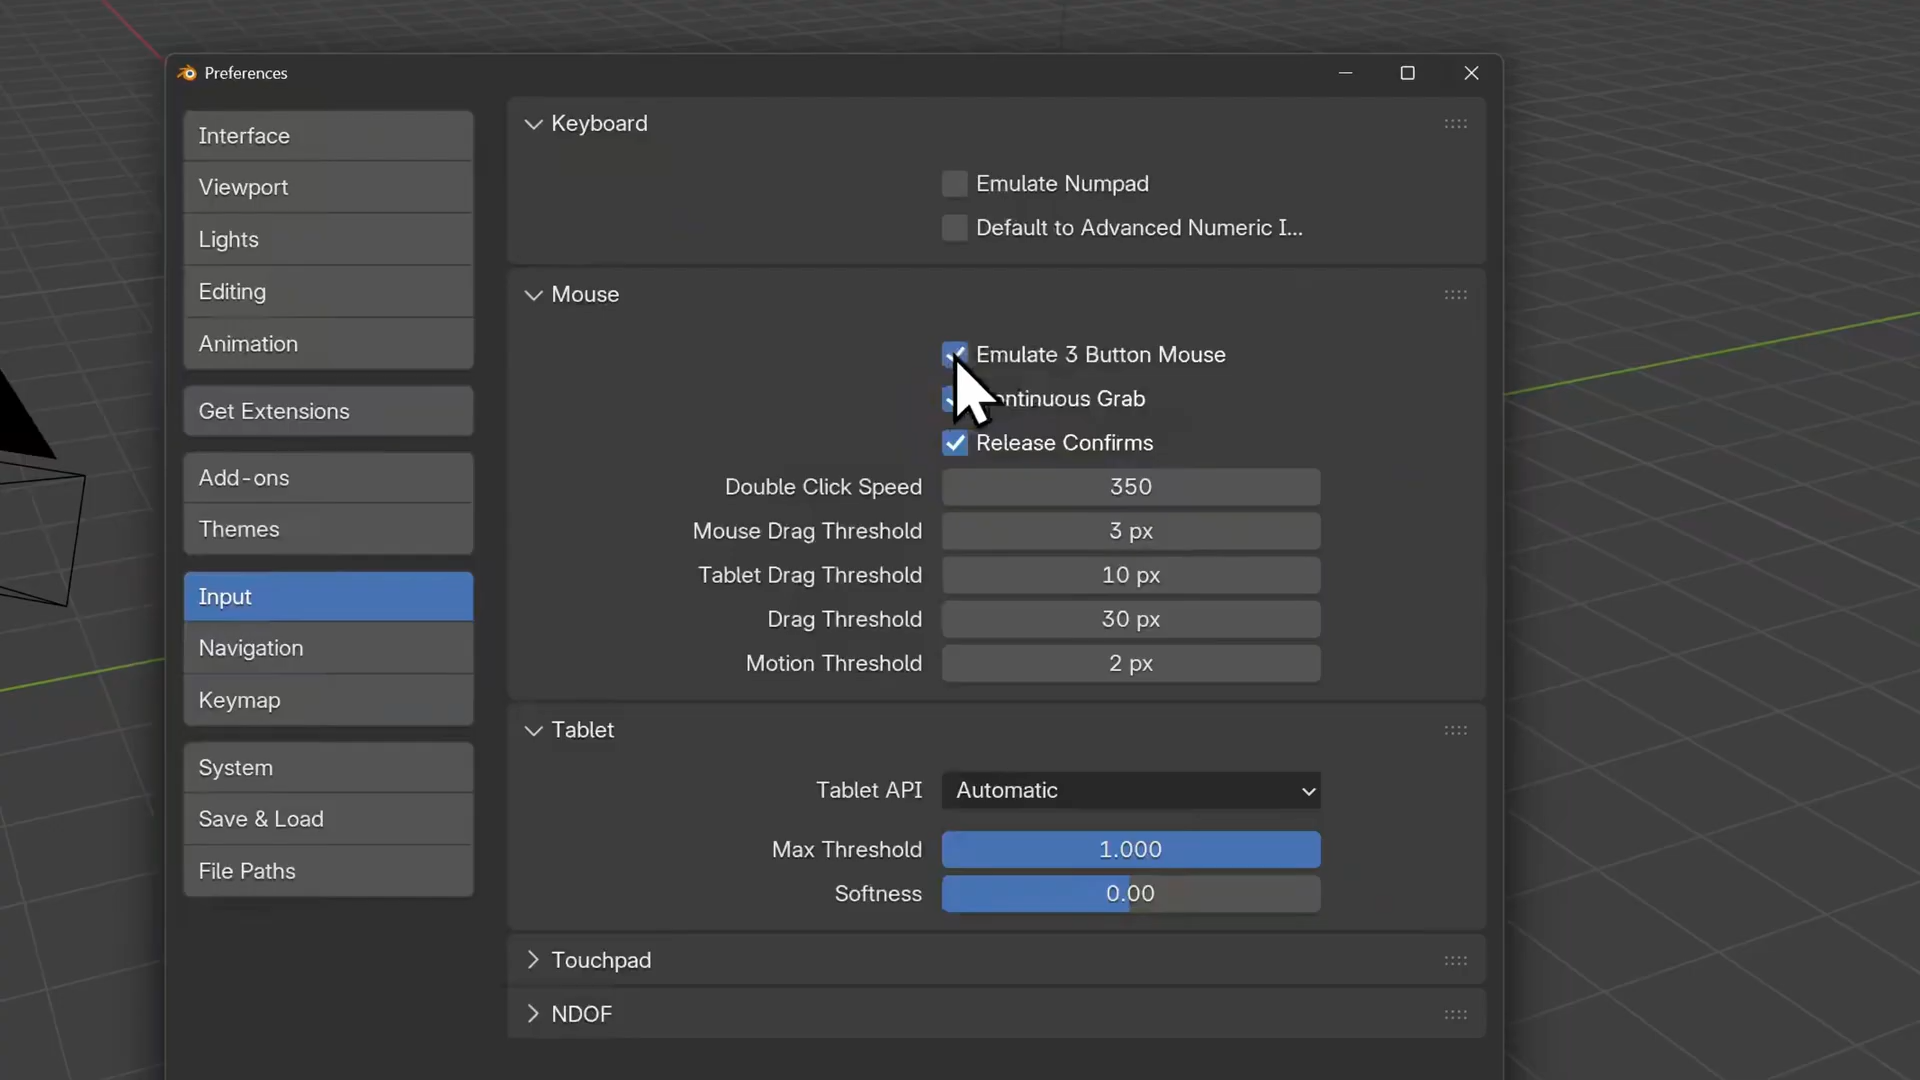 Preferences
Interface
Viewport
Lights
Editing
Animation
Get Extensions
Add-ons
Themes
Input
Navigation
Keymap
System
Save & Load
File Paths
Keyboard
Emulate Numpad
Default to Advanced Numeric I...
Mouse
Emulate 3 Button Mouse
ntinuous Grab
Release Confirms
Double Click Speed 350
Mouse Drag Threshold 3 px
Tablet Drag Threshold 10 px
Drag Threshold 30 px
Motion Threshold 2 px
Tablet
Tablet API Automatic
Max Threshold 1.000
Softness 0.00
Touchpad
NDOF